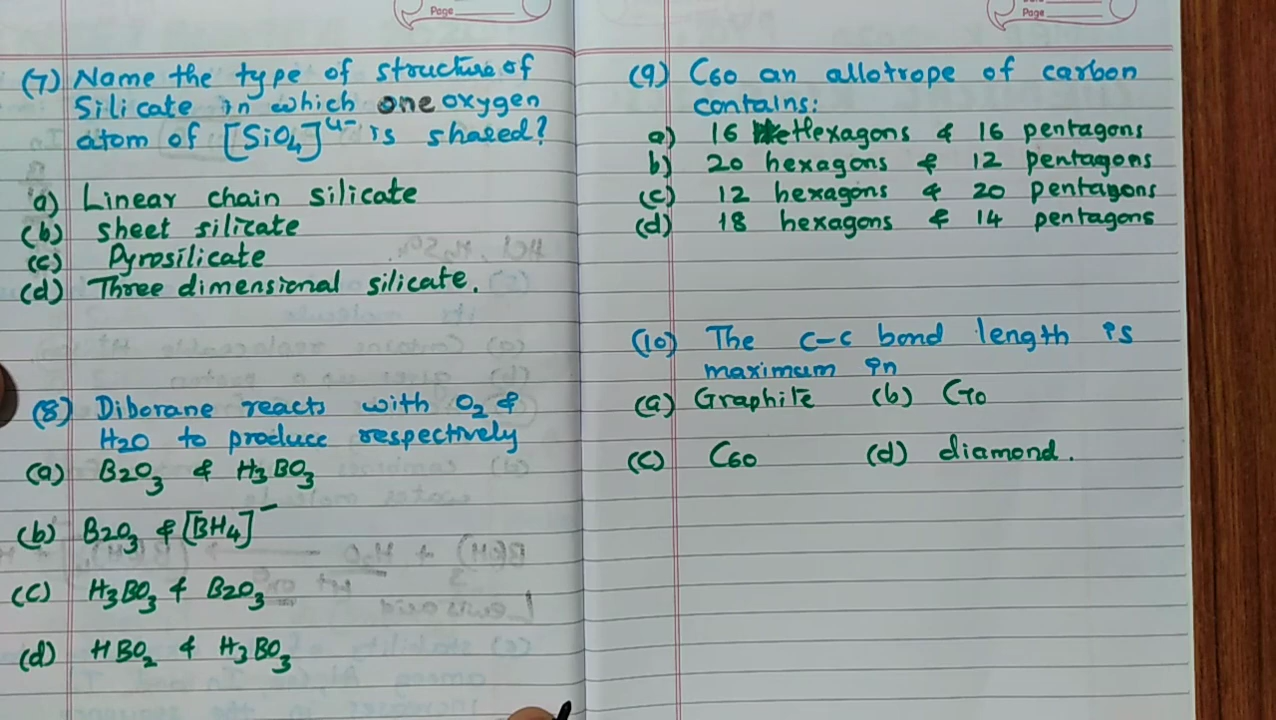 Page
(7) Name the type of structure of
Silicate in which one oxygen
atom of [SiO4]4- is shared?
a) Linear chain silicate
(b) sheet silicate
(c) Pyrosilicate
(d) Three dimensional silicate.
(8) Diborane reacts with O2 &
H2O to produce respectively
(a) B2O3 & H3BO3
(b) B2O3 & [BH4]-
(c) H3BO3 & B2O3
(d) HBO2 & H3BO3
Page
(9) C60 an allotrope of carbon
contains:
a) 16 Hexagons & 16 pentagons
b) 20 hexagons & 12 pentagons
(c) 12 hexagons & 20 pentagons
(d) 18 hexagons & 14 pentagons
(10) The C-C bond length is
maximum in
(a) Graphite (b) C70
(c) C60 (d) diamond.